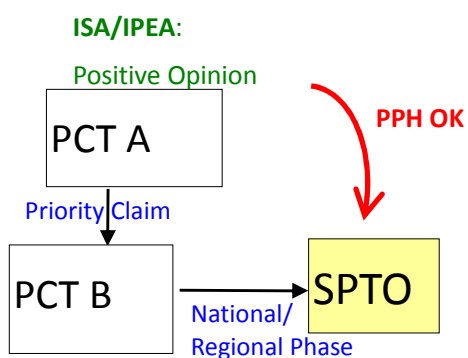 ISA/IPEA:
Positive Opinion
PPH OK
PCT A
Priority Claim
PCT B
SPTO
National/
Regional Phase